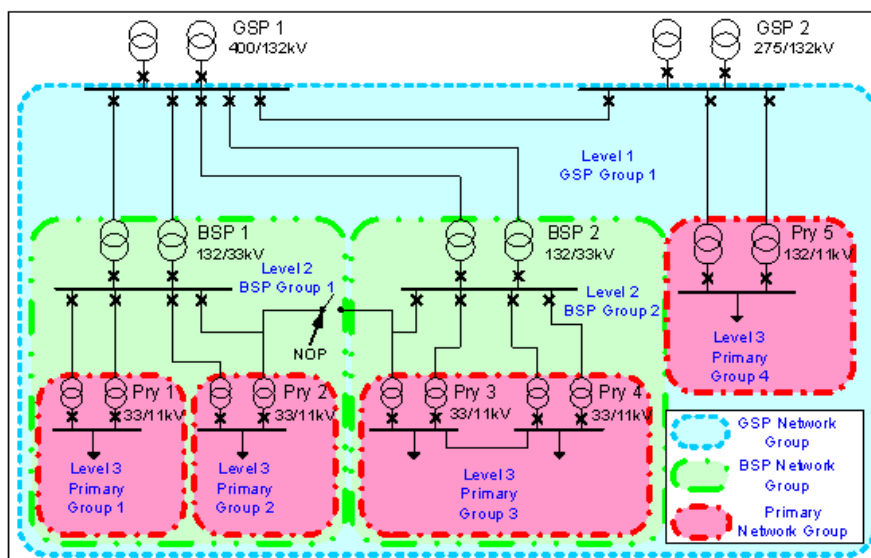 GSP 1
400/132kV
GSP 2
275/132kV
Level 1
GSP Group 1
BSP 1
132/33kV
BSP 2
132/33kV
Pry 5
132/11kV
Level 2
BSP Group 1
Level 2
BSP Group 2
NOP
Level 3
Primary
Group 4
Pry 1
33/11kV
Pry 2
33/11kV
Pry 3
33/11kV
Pry 4
33/11kV
Level 3
Primary
Group 1
Level 3
Primary
Group 2
Level 3
Primary
Group 3
GSP Network
Group
BSP Network
Group
Primary
Network Group